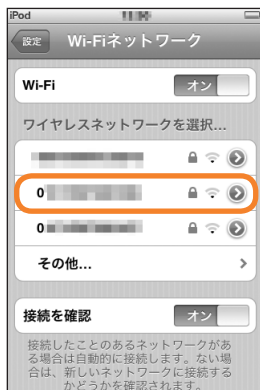 iPod
設定
Wi-Fiネットワーク
Wi-Fi
オン
ワイヤレスネットワークを選択...
0
0
その他...
接続を確認
オン
接続したことのあるネットワークがあ
る場合は自動的に接続します。ない場
合は、新しいネットワークに接続する
かどうかを確認されます。